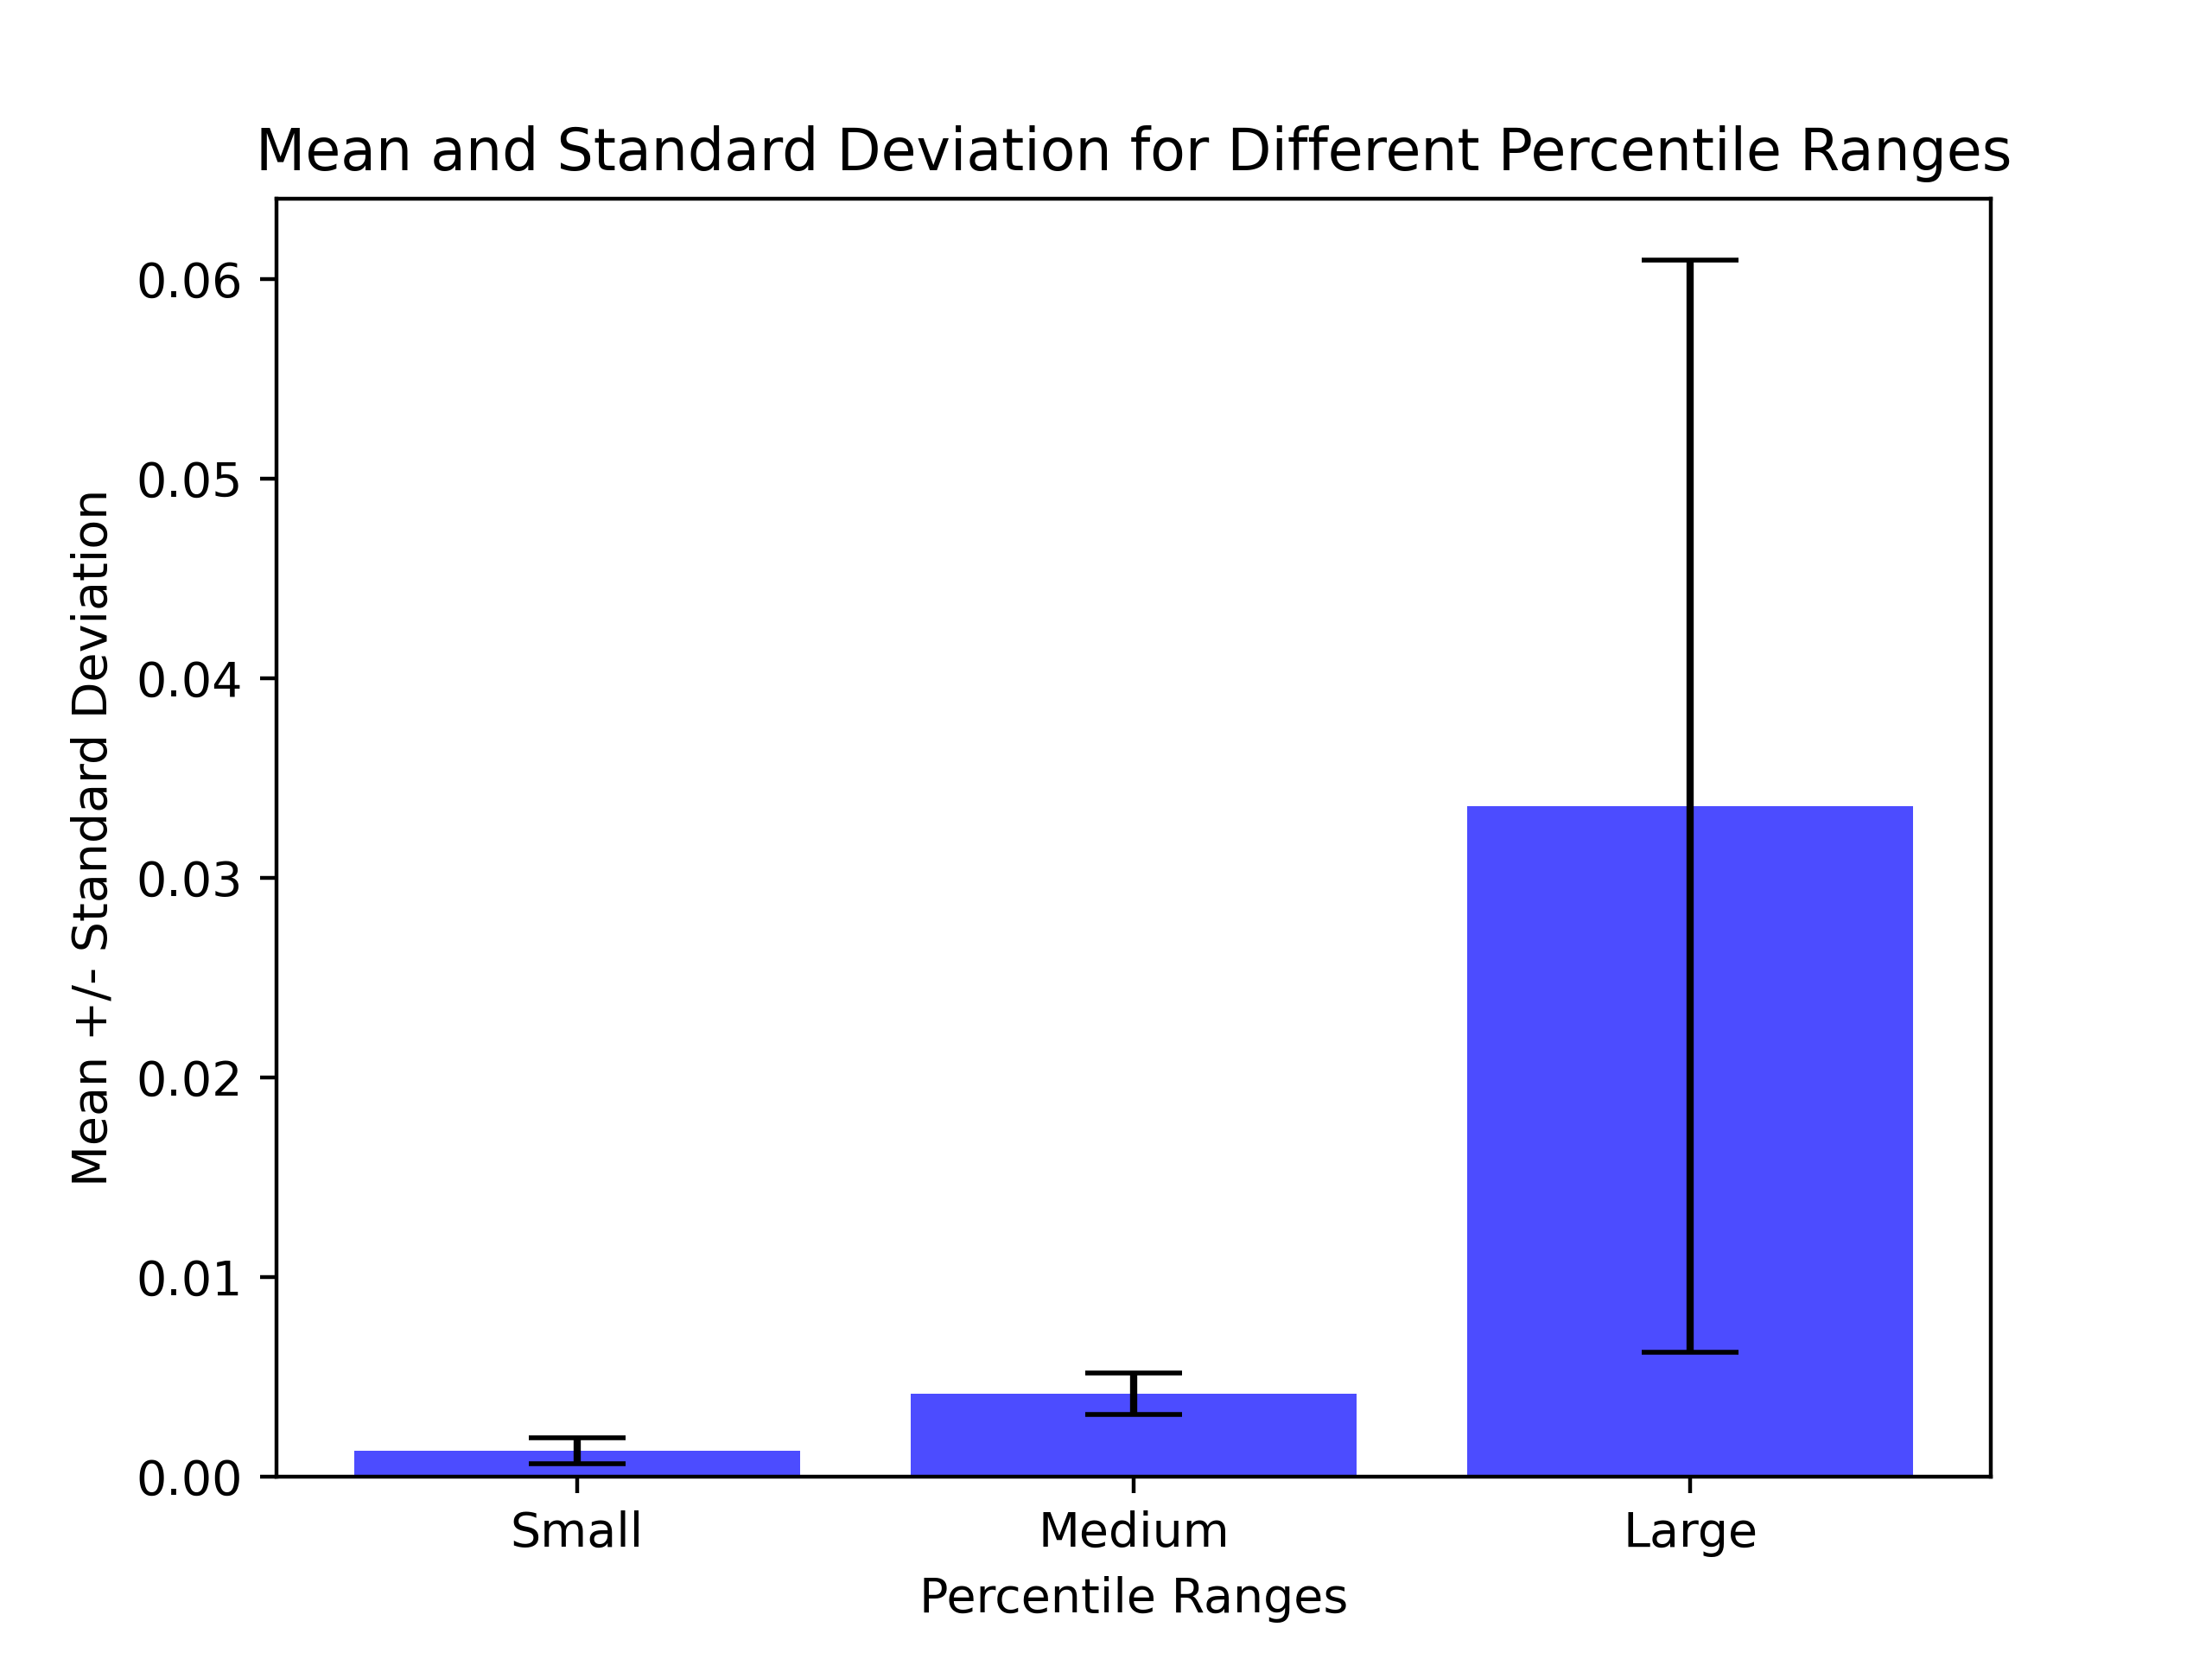 Mean and Standard Deviation for Different Percentile Ranges
Mean +/- Standard Deviation
0.06
0.05
0.04
0.03
0.02
0.01
0.00
Small
Medium
Large
Percentile Ranges